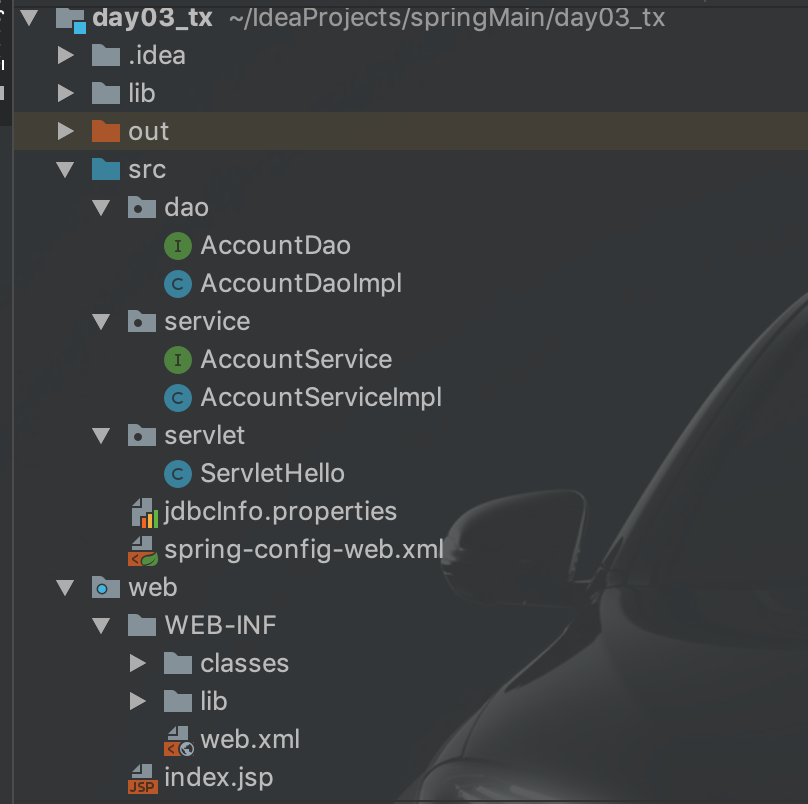 day03_tx ~/IdeaProjects/springMain/day03_tx
.idea
lib
out
src
dao
I AccountDao
C AccountDaoImpl
service
I AccountService
C AccountServiceImpl
servlet
C ServletHello
jdbcInfo.properties
spring-config-web.xml
web
WEB-INF
classes
lib
web.xml
JSP index.jsp